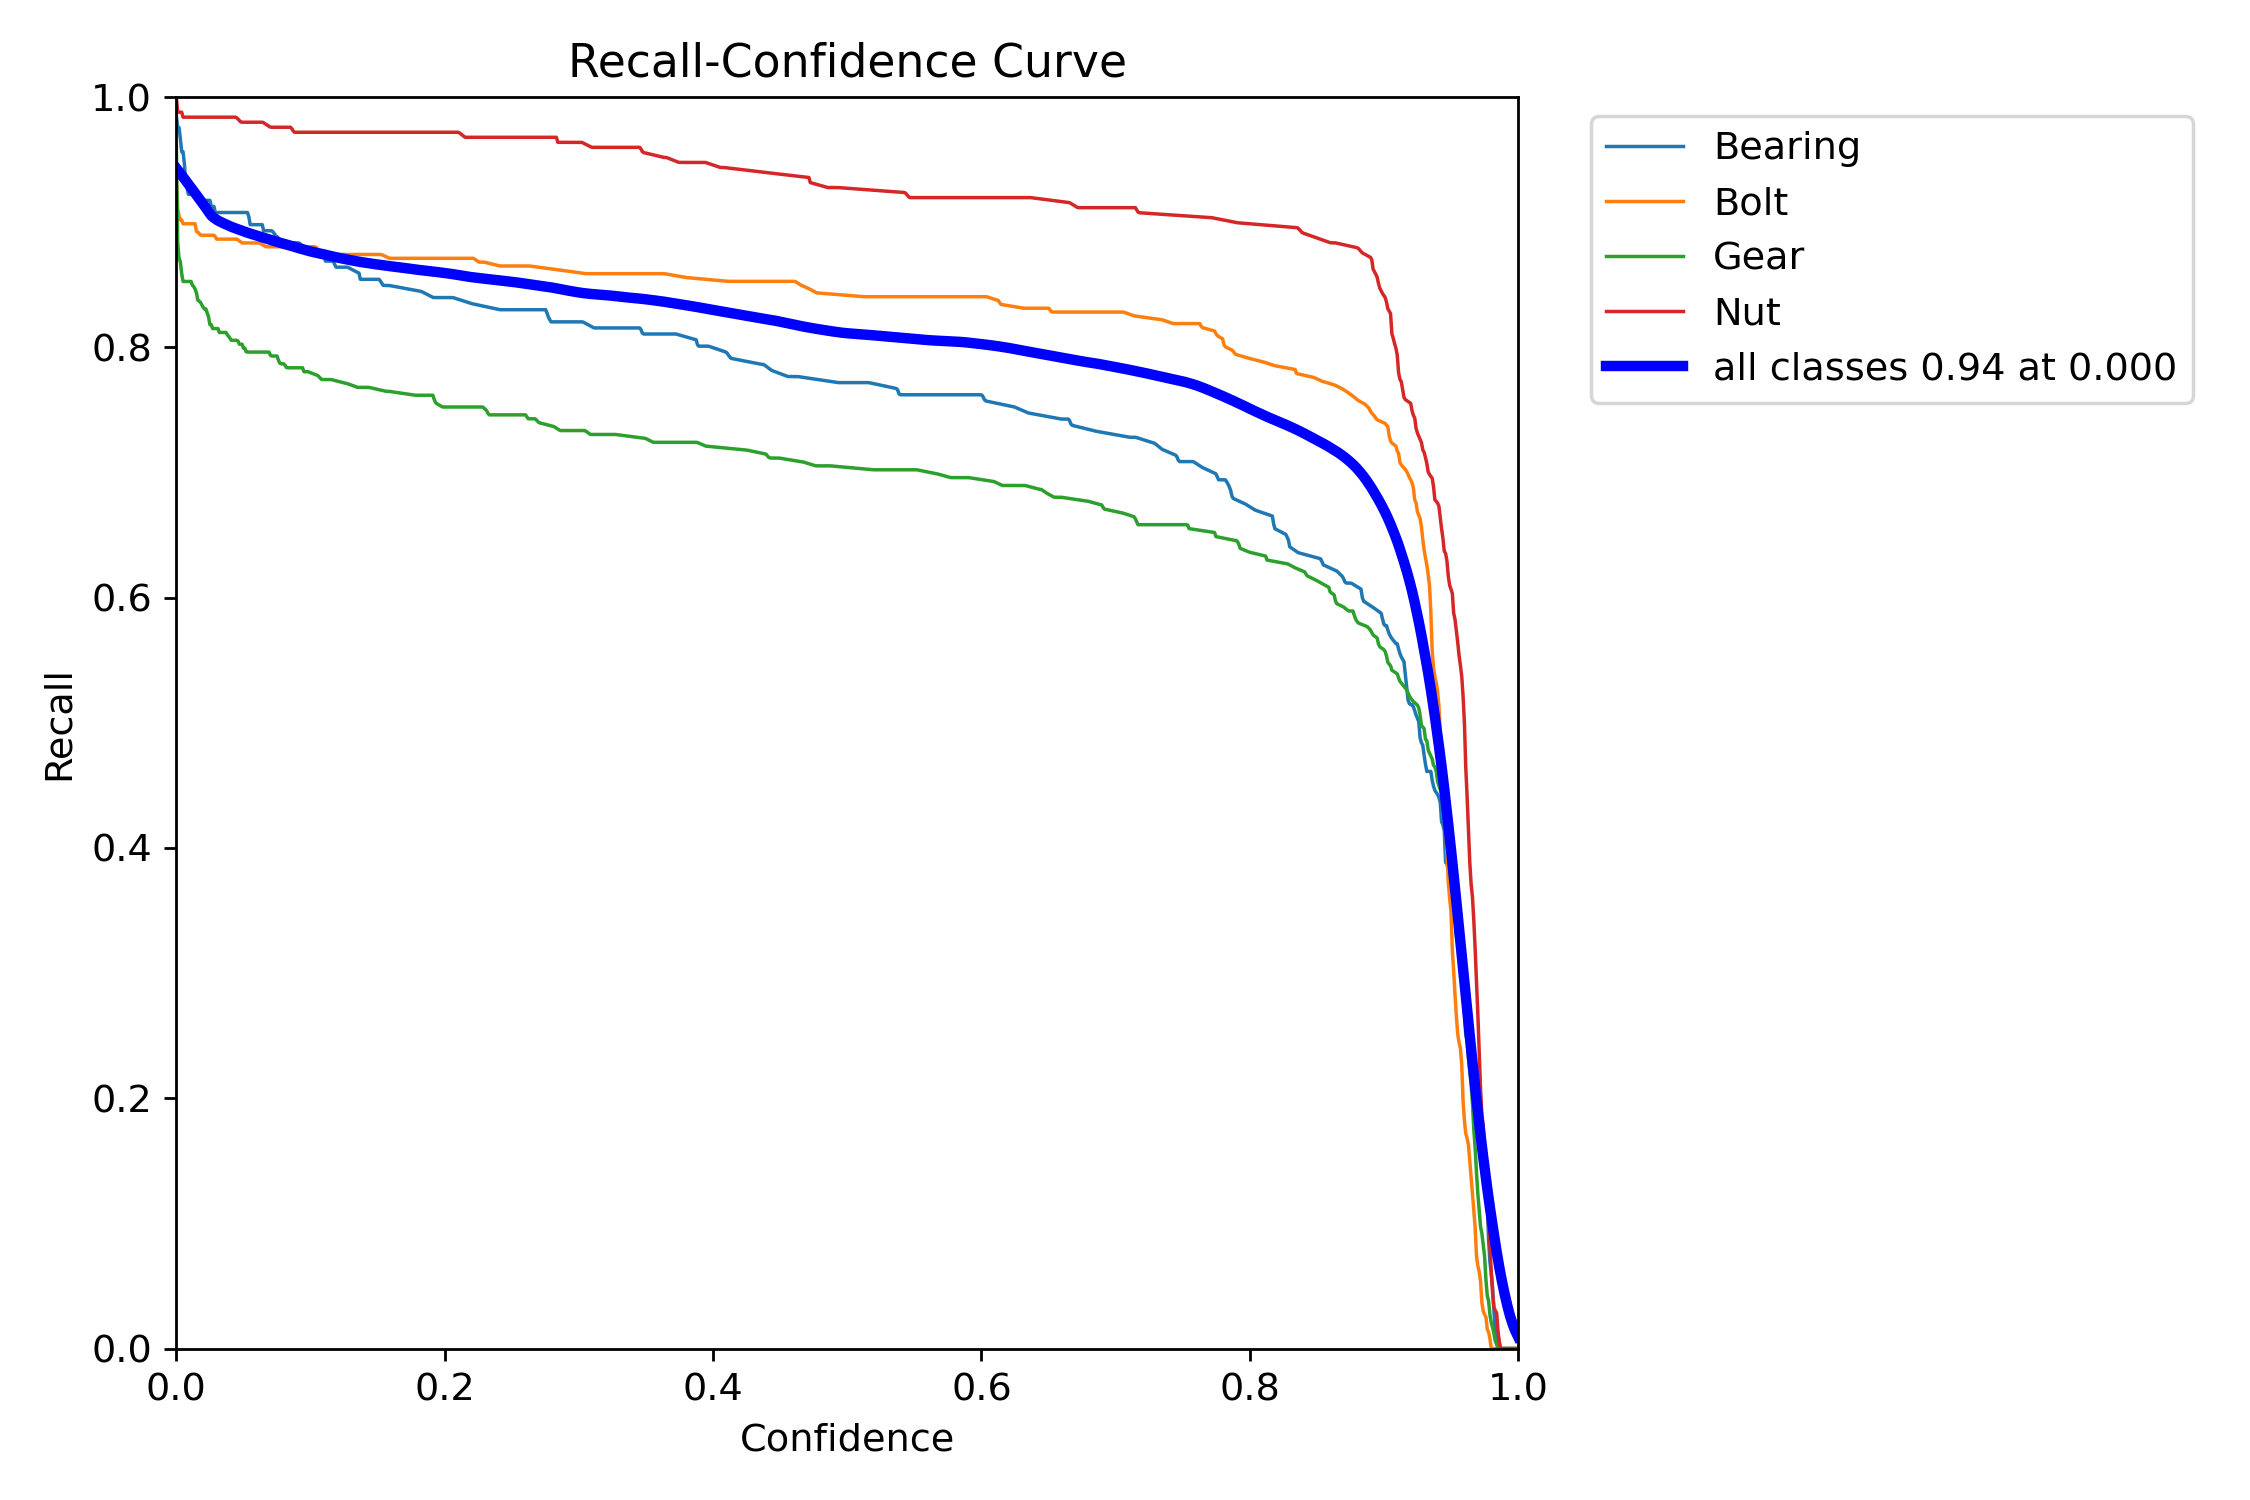 Recall-Confidence Curve
1.0
0.8
0.6
0.4
0.2
0.0
Recall
0.0 0.2 0.4 0.6 0.8 1.0
Confidence
Bearing
Bolt
Gear
Nut
all classes 0.94 at 0.000